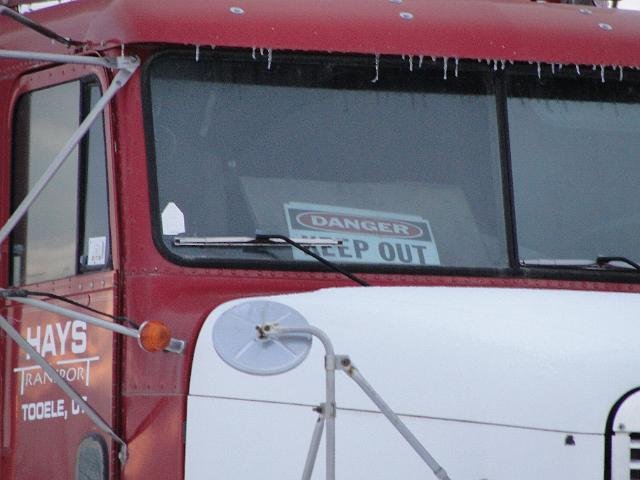 DANGER
KEEP OUT
HAYS
TRANSPORT
TOOELE, UT